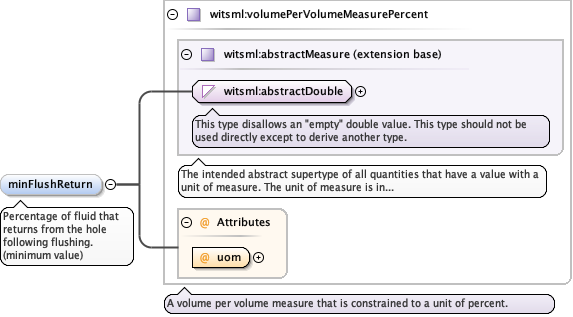 witsml:volumePerVolumeMeasurePercent
witsml:abstractMeasure (extension base)
witsml:abstractDouble
This type disallows an "empty" double value. This type should not be
used directly except to derive another type.
The intended abstract supertype of all quantities that have a value with a
unit of measure. The unit of measure is in...
minFlushReturn
Percentage of fluid that
returns from the hole
following flushing.
(minimum value)
@ Attributes
@ uom
A volume per volume measure that is constrained to a unit of percent.